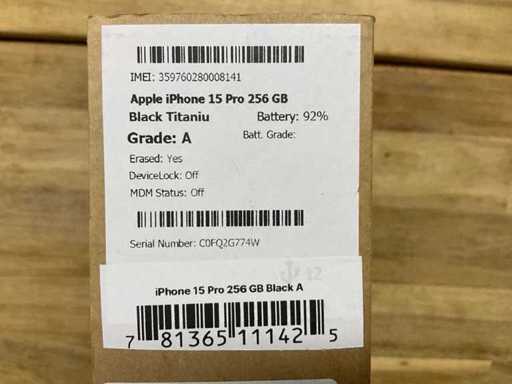 IMEI: 359760280008141
Apple iPhone 15 Pro 256 GB
Black Titaniu Battery: 92%
Grade: A Batt. Grade:
Erased: Yes
DeviceLock: Off
MDM Status: Off
Serial Number: C0FQ2G774W
iPhone 15 Pro 256 GB Black A
7 81365 11142 5